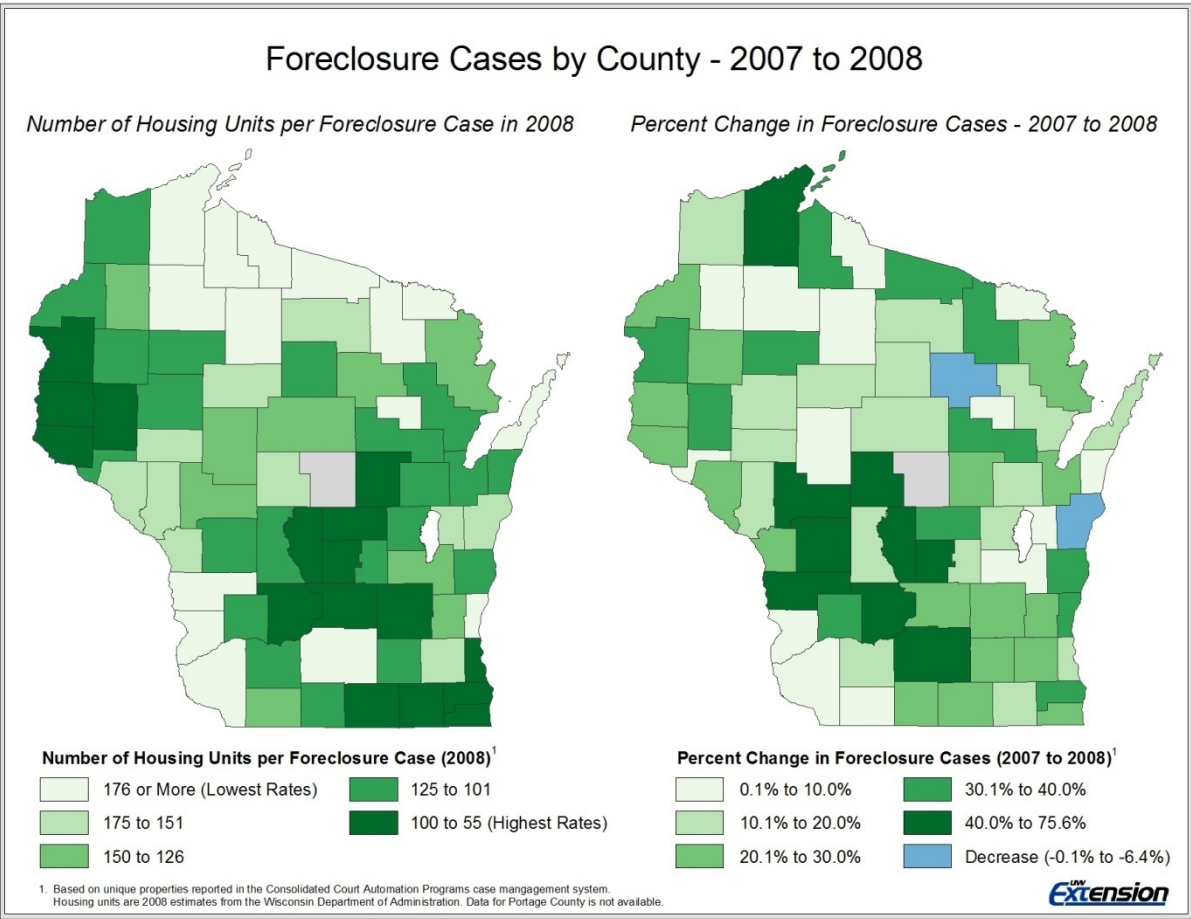 Foreclosure Cases by County - 2007 to 2008
Number of Housing Units per Foreclosure Case in 2008
Percent Change in Foreclosure Cases - 2007 to 2008
Number of Housing Units per Foreclosure Case (2008)1
176 or More (Lowest Rates)
175 to 151
150 to 126
125 to 101
100 to 55 (Highest Rates)
Percent Change in Foreclosure Cases (2007 to 2008)1
0.1% to 10.0%
10.1% to 20.0%
20.1% to 30.0%
30.1% to 40.0%
40.0% to 75.6%
Decrease (-0.1% to -6.4%)
1. Based on unique properties reported in the Consolidated Court Automation Programs case mangagement system.
Housing units are 2008 estimates from the Wisconsin Department of Administration. Data for Portage County is not available.
UW
Extension